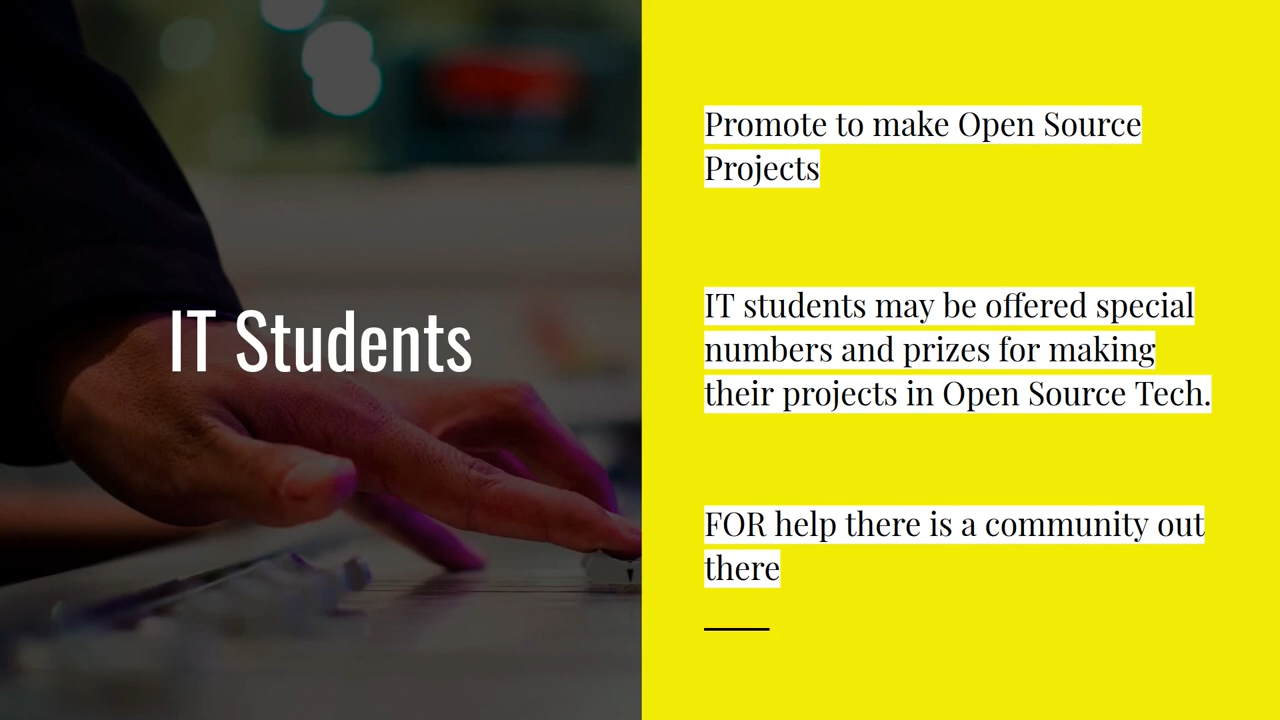 IT Students
Promote to make Open Source
Projects
IT students may be offered special
numbers and prizes for making
their projects in Open Source Tech.
FOR help there is a community out
there